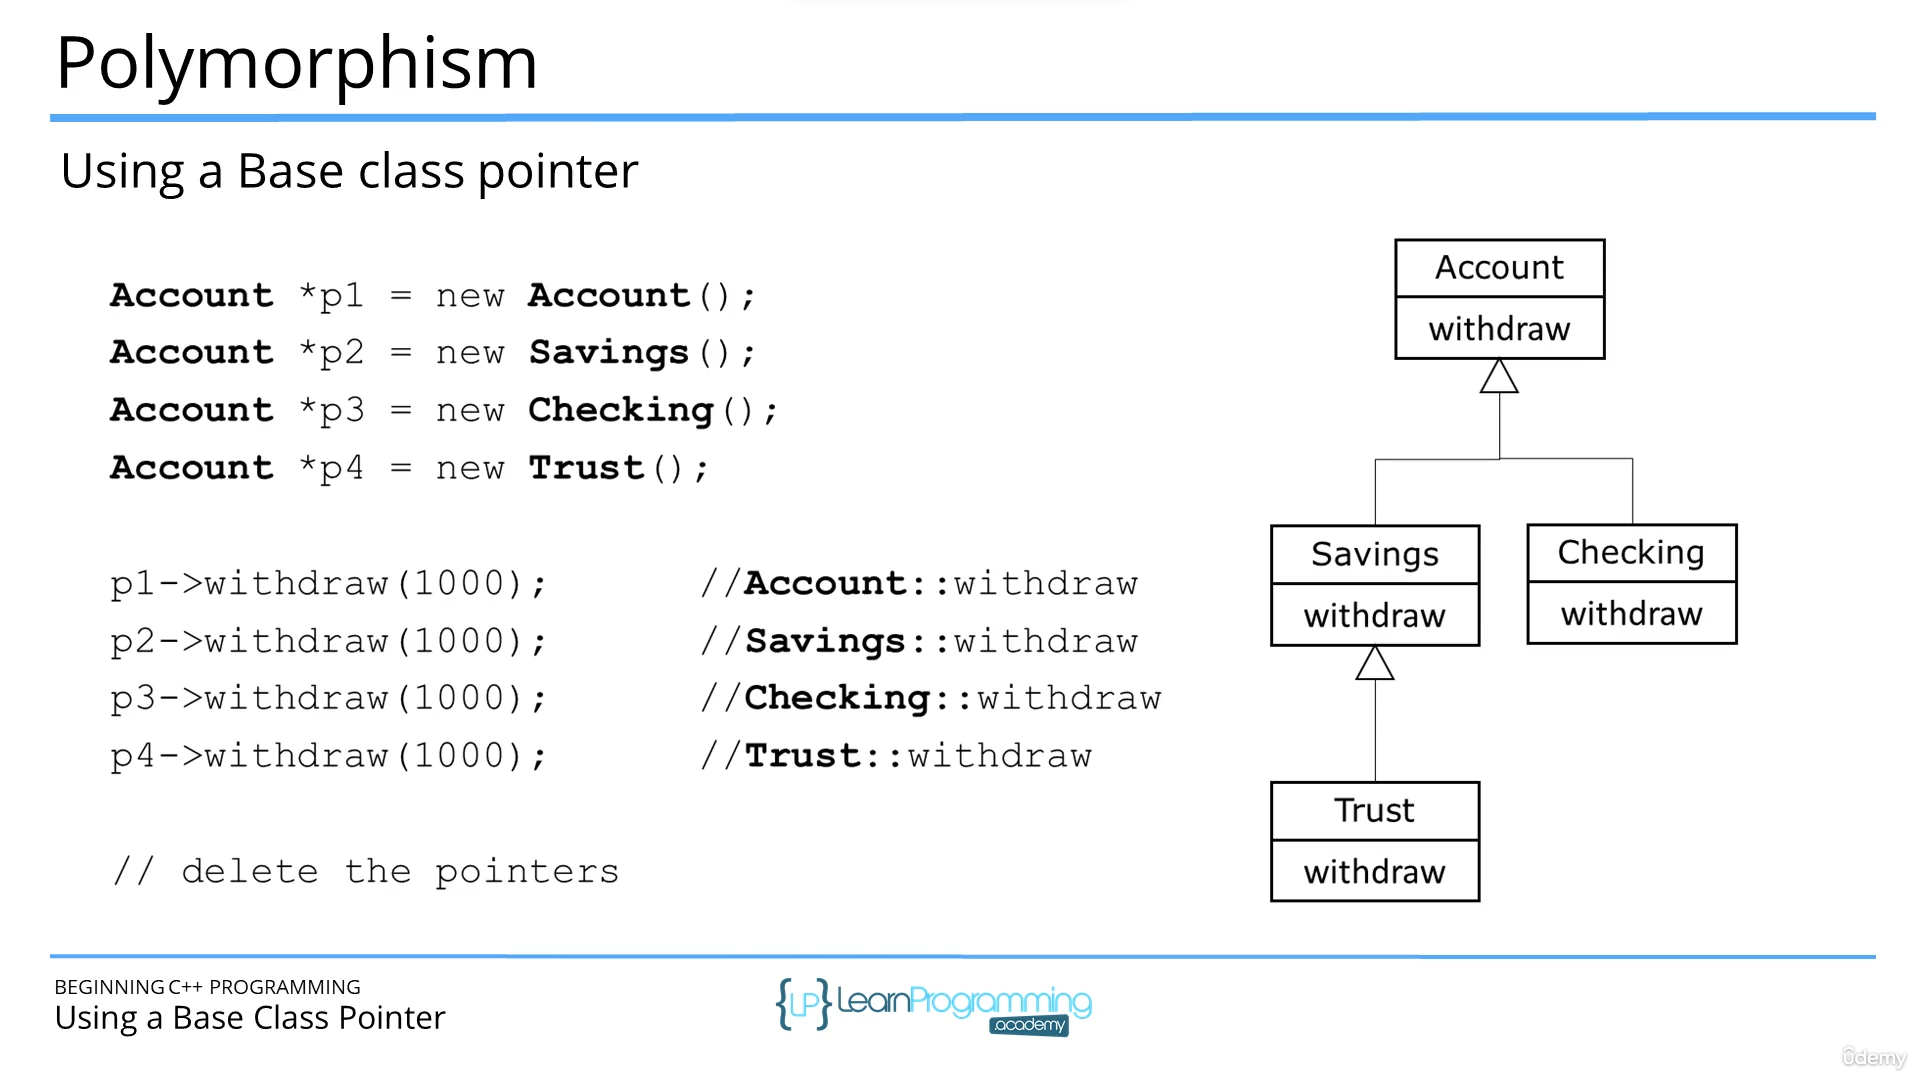 Polymorphism
Using a Base class pointer
Account *p1 = new Account();
Account *p2 = new Savings();
Account *p3 = new Checking();
Account *p4 = new Trust();
p1->withdraw(1000); //Account::withdraw
p2->withdraw(1000); //Savings::withdraw
p3->withdraw(1000); //Checking::withdraw
p4->withdraw(1000); //Trust::withdraw
// delete the pointers
Account
withdraw
Savings
withdraw
Checking
withdraw
Trust
withdraw
BEGINNING C++ PROGRAMMING
Using a Base Class Pointer
{LP} LearnProgramming
.academy
ûdemy